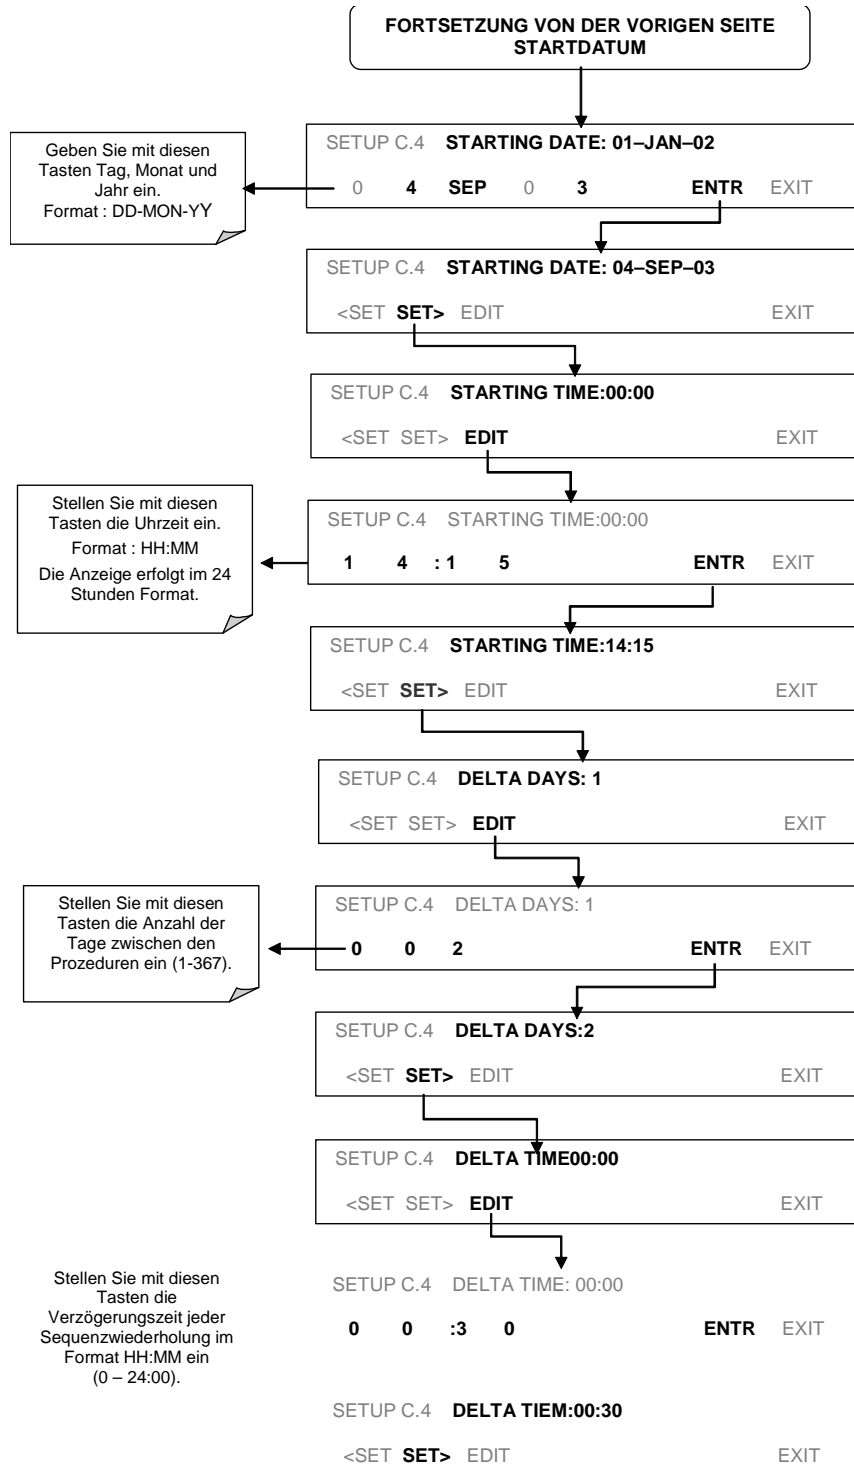 FORTSETZUNG VON DER VORIGEN SEITE
STARTDATUM
Geben Sie mit diesen
Tasten Tag, Monat und
Jahr ein.
Format : DD-MON-YY
SETUP C.4 STARTING DATE: 01–JAN–02
0 4 SEP 0 3 ENTR EXIT
SETUP C.4 STARTING DATE: 04–SEP–03
<SET SET> EDIT EXIT
SETUP C.4 STARTING TIME:00:00
<SET SET> EDIT EXIT
Stellen Sie mit diesen
Tasten die Uhrzeit ein.
Format : HH:MM
Die Anzeige erfolgt im 24
Stunden Format.
SETUP C.4 STARTING TIME:00:00
1 4 : 1 5 ENTR EXIT
SETUP C.4 STARTING TIME:14:15
<SET SET> EDIT EXIT
SETUP C.4 DELTA DAYS: 1
<SET SET> EDIT EXIT
Stellen Sie mit diesen
Tasten die Anzahl der
Tage zwischen den
Prozeduren ein (1-367).
SETUP C.4 DELTA DAYS: 1
0 0 2 ENTR EXIT
SETUP C.4 DELTA DAYS:2
<SET SET> EDIT EXIT
SETUP C.4 DELTA TIME00:00
<SET SET> EDIT EXIT
Stellen Sie mit diesen
Tasten die
Verzögerungszeit jeder
Sequenzwiederholung im
Format HH:MM ein
(0 – 24:00).
SETUP C.4 DELTA TIME: 00:00
0 0 :3 0 ENTR EXIT
SETUP C.4 DELTA TIEM:00:30
<SET SET> EDIT EXIT